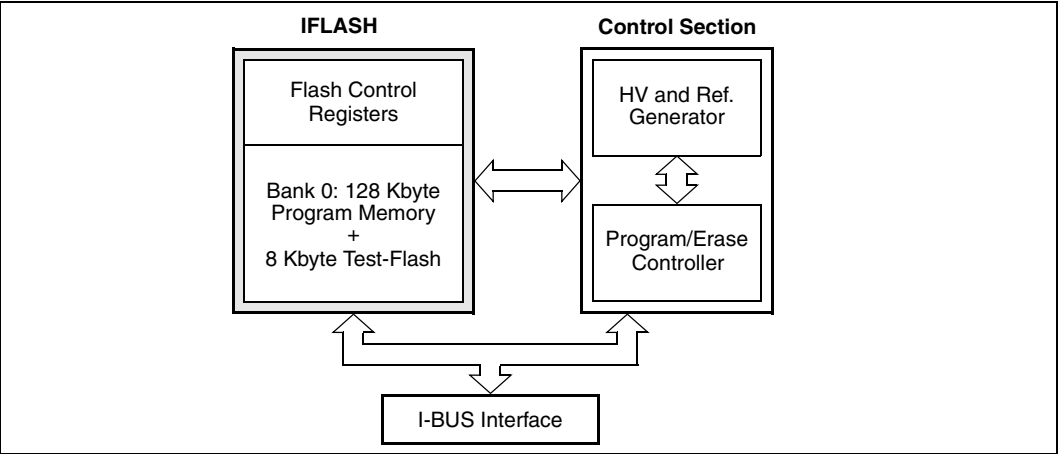 IFLASH
Flash Control
Registers
Bank 0: 128 Kbyte
Program Memory
+
8 Kbyte Test-Flash
Control Section
HV and Ref.
Generator
Program/Erase
Controller
I-BUS Interface